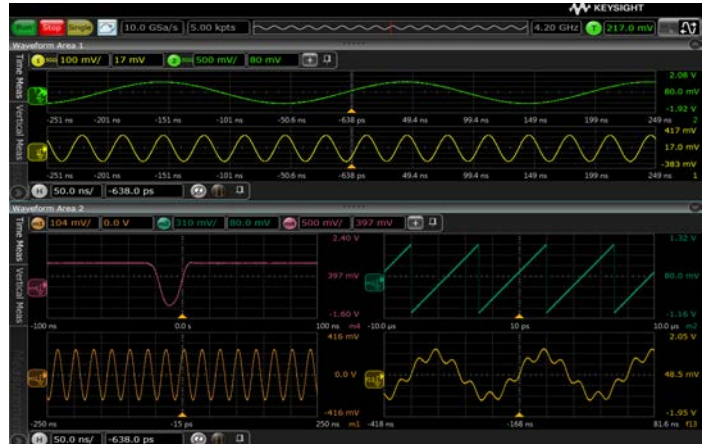 KEYSIGHT
Run Stop Single 10.0 GSa/s 5.00 kpts 4.20 GHz T 217.0 mV
Waveform Area 1
Time Meas
Vertical Meas
1 100 mV/ 17 mV 2 500 mV/ 80 mV
2.08 V
80.0 mV
-1.92 V
-251 ns -201 ns -151 ns -101 ns -50.6 ns -638 ps 49.4 ns 99.4 ns 149 ns 199 ns 249 ns 2
417 mV
17.0 mV
-383 mV
-251 ns -201 ns -151 ns -101 ns -50.6 ns -638 ps 49.4 ns 99.4 ns 149 ns 199 ns 249 ns 1
H 50.0 ns/ -638.0 ps
Waveform Area 2
Time Meas
Vertical Meas
m1 104 mV/ 0.0 V m2 310 mV/ 80.0 mV m4 500 mV/ 397 mV
2.40 V
397 mV
-1.60 V
-100 ns 0.0 s 100 ns m4
1.32 V
80.0 mV
-1.16 V
-10.0 µs 10 ps 10.0 µs m2
416 mV
0.0 V
-416 mV
-250 ns -15 ps 250 ns m1
2.05 V
48.5 mV
-1.95 V
-418 ns -168 ns 81.6 ns f13
H 50.0 ns/ -638.0 ps